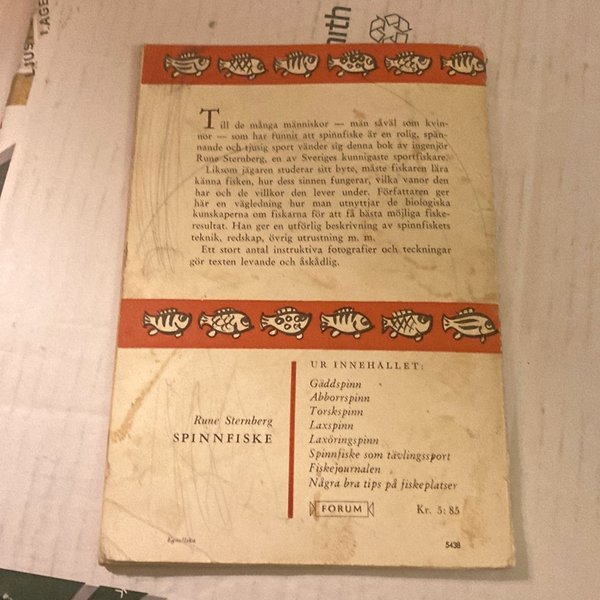 Till de många människor — män såväl som kvin-
nor — som har funnit att spinnfiske är en rolig, spän-
nande och tjusig sport vänder sig denna bok av ingenjör
Rune Sternberg, en av Sveriges kunnigaste sportfiskare.
Liksom jägaren studerar sitt byte, måste fiskaren lära
känna fisken, hur dess sinnen fungerar, vilka vanor den
har och de villkor den lever under. Författaren ger
här en vägledning hur man utnyttjar de biologiska
kunskaperna om fiskarna för att få bästa möjliga fiske-
resultat. Han ger en utförlig beskrivning av spinnfiskets
teknik, redskap, övrig utrustning m. m.
Ett stort antal instruktiva fotografier och teckningar
gör texten levande och åskådlig.
Rune Sternberg
SPINNFISKE
UR INNEHÅLLET:
Gäddspinn
Abborrspinn
Torskspinn
Laxspinn
Laxöringspinn
Spinnfiske som tävlingssport
Fiskejournalen
Några bra tips på fiskeplatser
FORUM
Kr. 5:85
5438